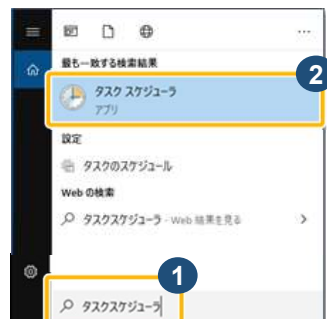 最も一致する検索結果
2
タスク スケジューラ
アプリ
設定
タスクのスケジュール
Web の検索
タスクスケジューラ - Web 結果を見る
1
タスクスケジューラ